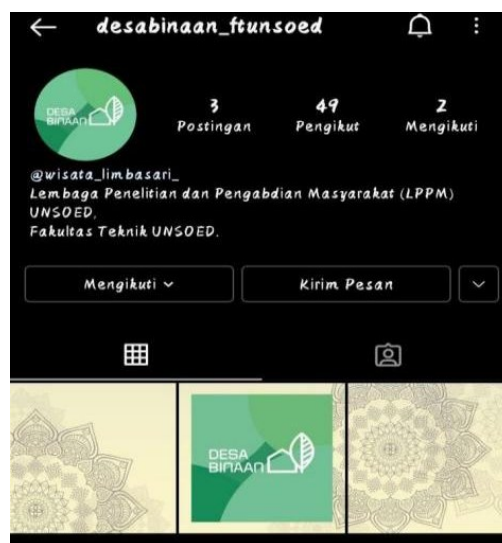 desabinaan_ftunsoed
DESA
BINAAN
3
49
2
Postingan
Pengikut
Mengikuti
@wisata_limbasari_
Lembaga Penelitian dan Pengabdian Masyarakat (LPPM)
UNSOED,
Fakultas Teknik UNSOED.
Mengikuti
Kirim Pesan
DESA
BINAAN